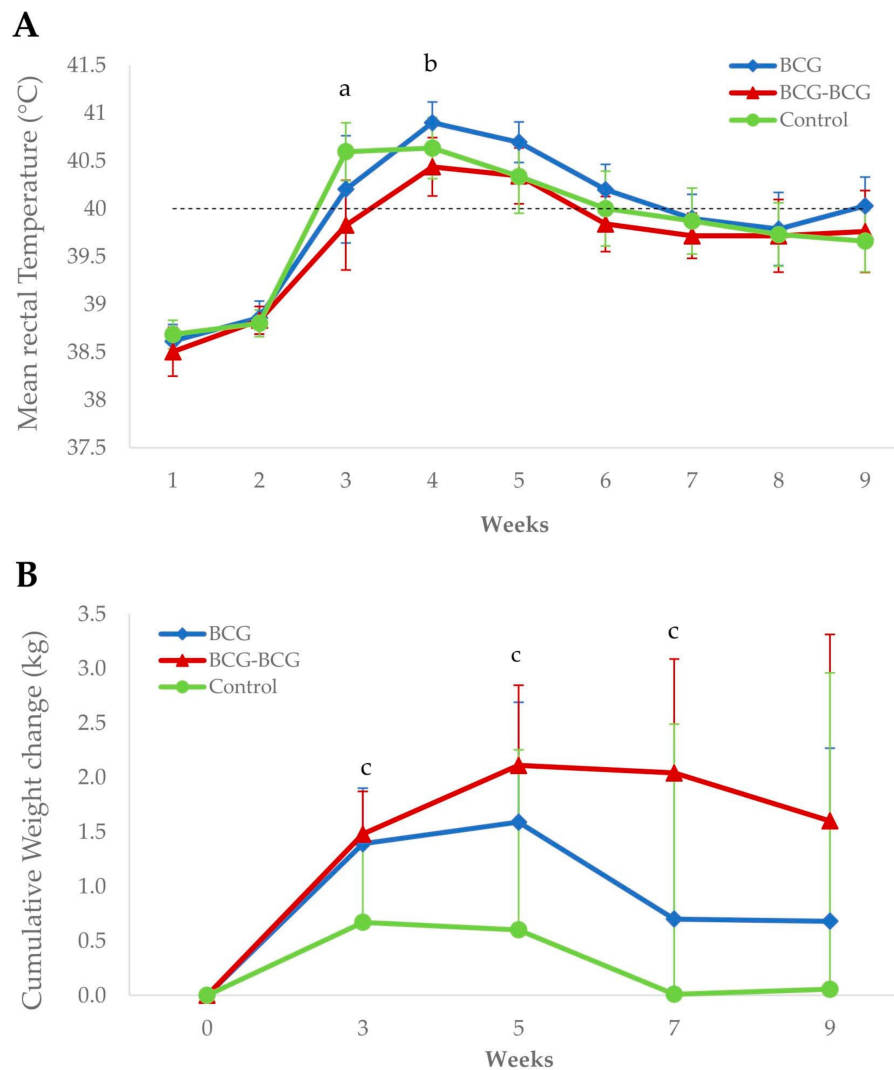 A
Mean rectal Temperature (°C)
41.5
41
40.5
40
39.5
39
38.5
38
37.5
a
b
BCG
BCG-BCG
Control
1 2 3 4 5 6 7 8 9
Weeks
B
Cumulative Weight change (kg)
3.5
3.0
2.5
2.0
1.5
1.0
0.5
0.0
BCG
BCG-BCG
Control
c
c
c
0 3 5 7 9
Weeks